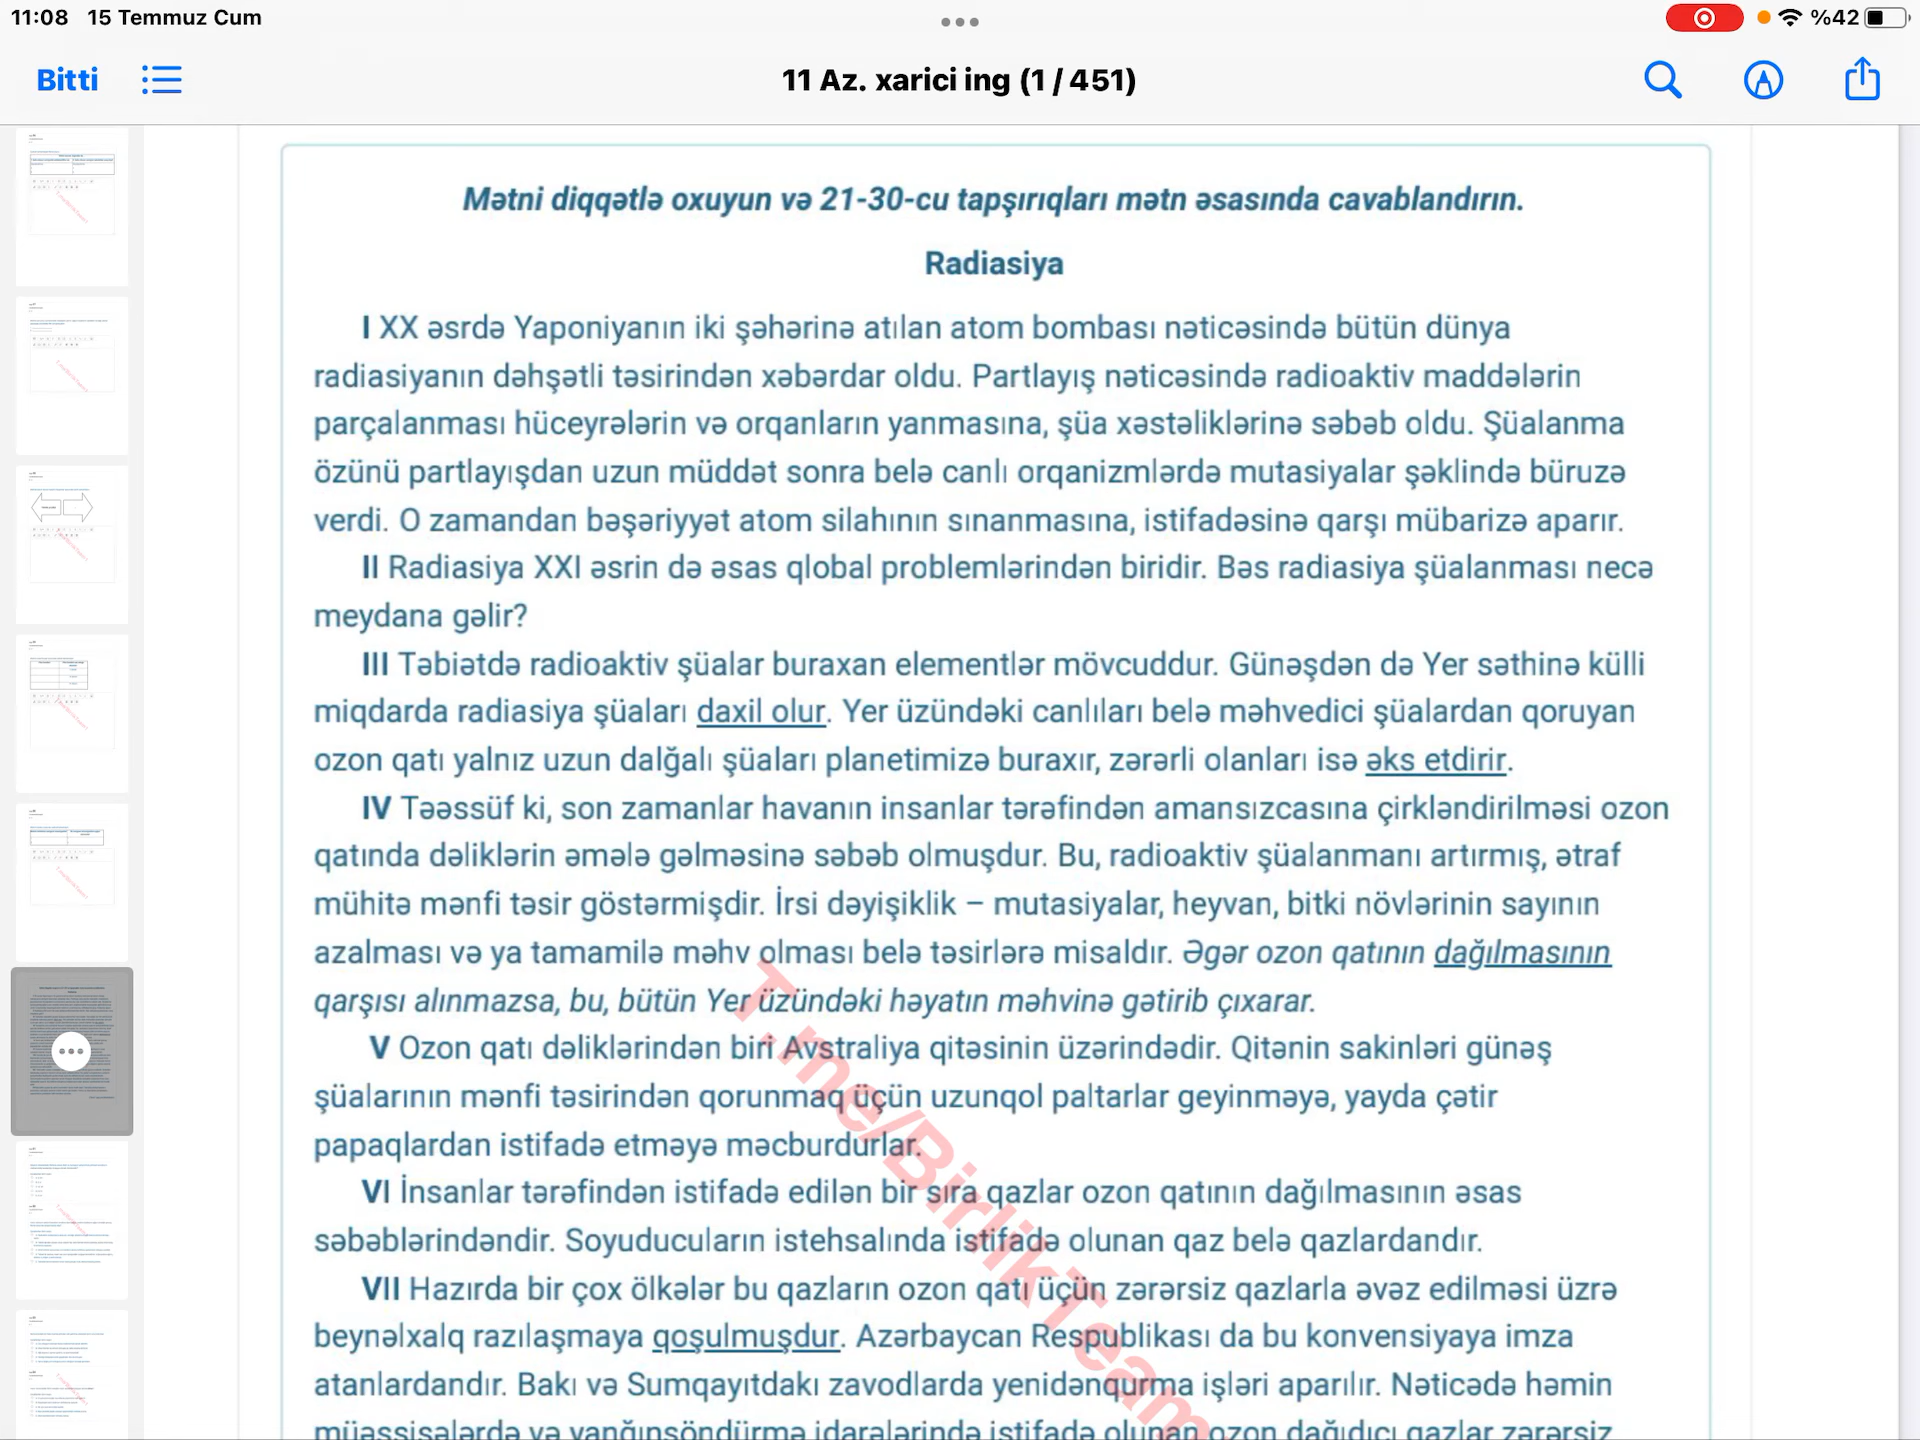 11:08 15 Temmuz Cum
%42
Bitti
11 Az. xarici ing (1 / 451)
Mətni diqqətlə oxuyun və 21-30-cu tapşırıqları mətn əsasında cavablandırın.
Radiasiya
I XX əsrdə Yaponiyanın iki şəhərinə atılan atom bombası nəticəsində bütün dünya
radiasiyanın dəhşətli təsirindən xəbərdar oldu. Partlayış nəticəsində radioaktiv maddələrin
parçalanması hüceyrələrin və orqanların yanmasına, şüa xəstəliklərinə səbəb oldu. Şüalanma
özünü partlayışdan uzun müddət sonra belə canlı orqanizmlərdə mutasiyalar şəklində büruzə
verdi. O zamandan bəşəriyyət atom silahının sınanmasına, istifadəsinə qarşı mübarizə aparır.
II Radiasiya XXI əsrin də əsas qlobal problemlərindən biridir. Bəs radiasiya şüalanması necə
meydana gəlir?
III Təbiətdə radioaktiv şüalar buraxan elementlər mövcuddur. Günəşdən də Yer səthinə külli
miqdarda radiasiya şüaları daxil olur. Yer üzündəki canlıları belə məhvedici şüalardan qoruyan
ozon qatı yalnız uzun dalğalı şüaları planetimizə buraxır, zərərli olanları isə əks etdirir.
IV Təəssüf ki, son zamanlar havanın insanlar tərəfindən amansızcasına çirkləndirilməsi ozon
qatında dəliklərin əmələ gəlməsinə səbəb olmuşdur. Bu, radioaktiv şüalanmanı artırmış, ətraf
mühitə mənfi təsir göstərmişdir. İrsi dəyişiklik – mutasiyalar, heyvan, bitki növlərinin sayının
azalması və ya tamamilə məhv olması belə təsirlərə misaldır. Əgər ozon qatının dağılmasının
qarşısı alınmazsa, bu, bütün Yer üzündəki həyatın məhvinə gətirib çıxarar.
V Ozon qatı dəliklərindən biri Avstraliya qitəsinin üzərindədir. Qitənin sakinləri günəş
şüalarının mənfi təsirindən qorunmaq üçün uzunqol paltarlar geyinməyə, yayda çətir
papaqlardan istifadə etməyə məcburdurlar.
VI İnsanlar tərəfindən istifadə edilən bir sıra qazlar ozon qatının dağılmasının əsas
səbəblərindəndir. Soyuducuların istehsalında istifadə olunan qaz belə qazlardandır.
VII Hazırda bir çox ölkələr bu qazların ozon qatı üçün zərərsiz qazlarla əvəz edilməsi üzrə
beynəlxalq razılaşmaya qoşulmuşdur. Azərbaycan Respublikası da bu konvensiyaya imza
atanlardandır. Bakı və Sumqayıtdakı zavodlarda yenidənqurma işləri aparılır. Nəticədə həmin
müəssisələrdə və yanğınsöndürmə idarələrində istifadə olunan ozon dağıdıcı qazlar zərərsiz
T.me/BirlikTeam